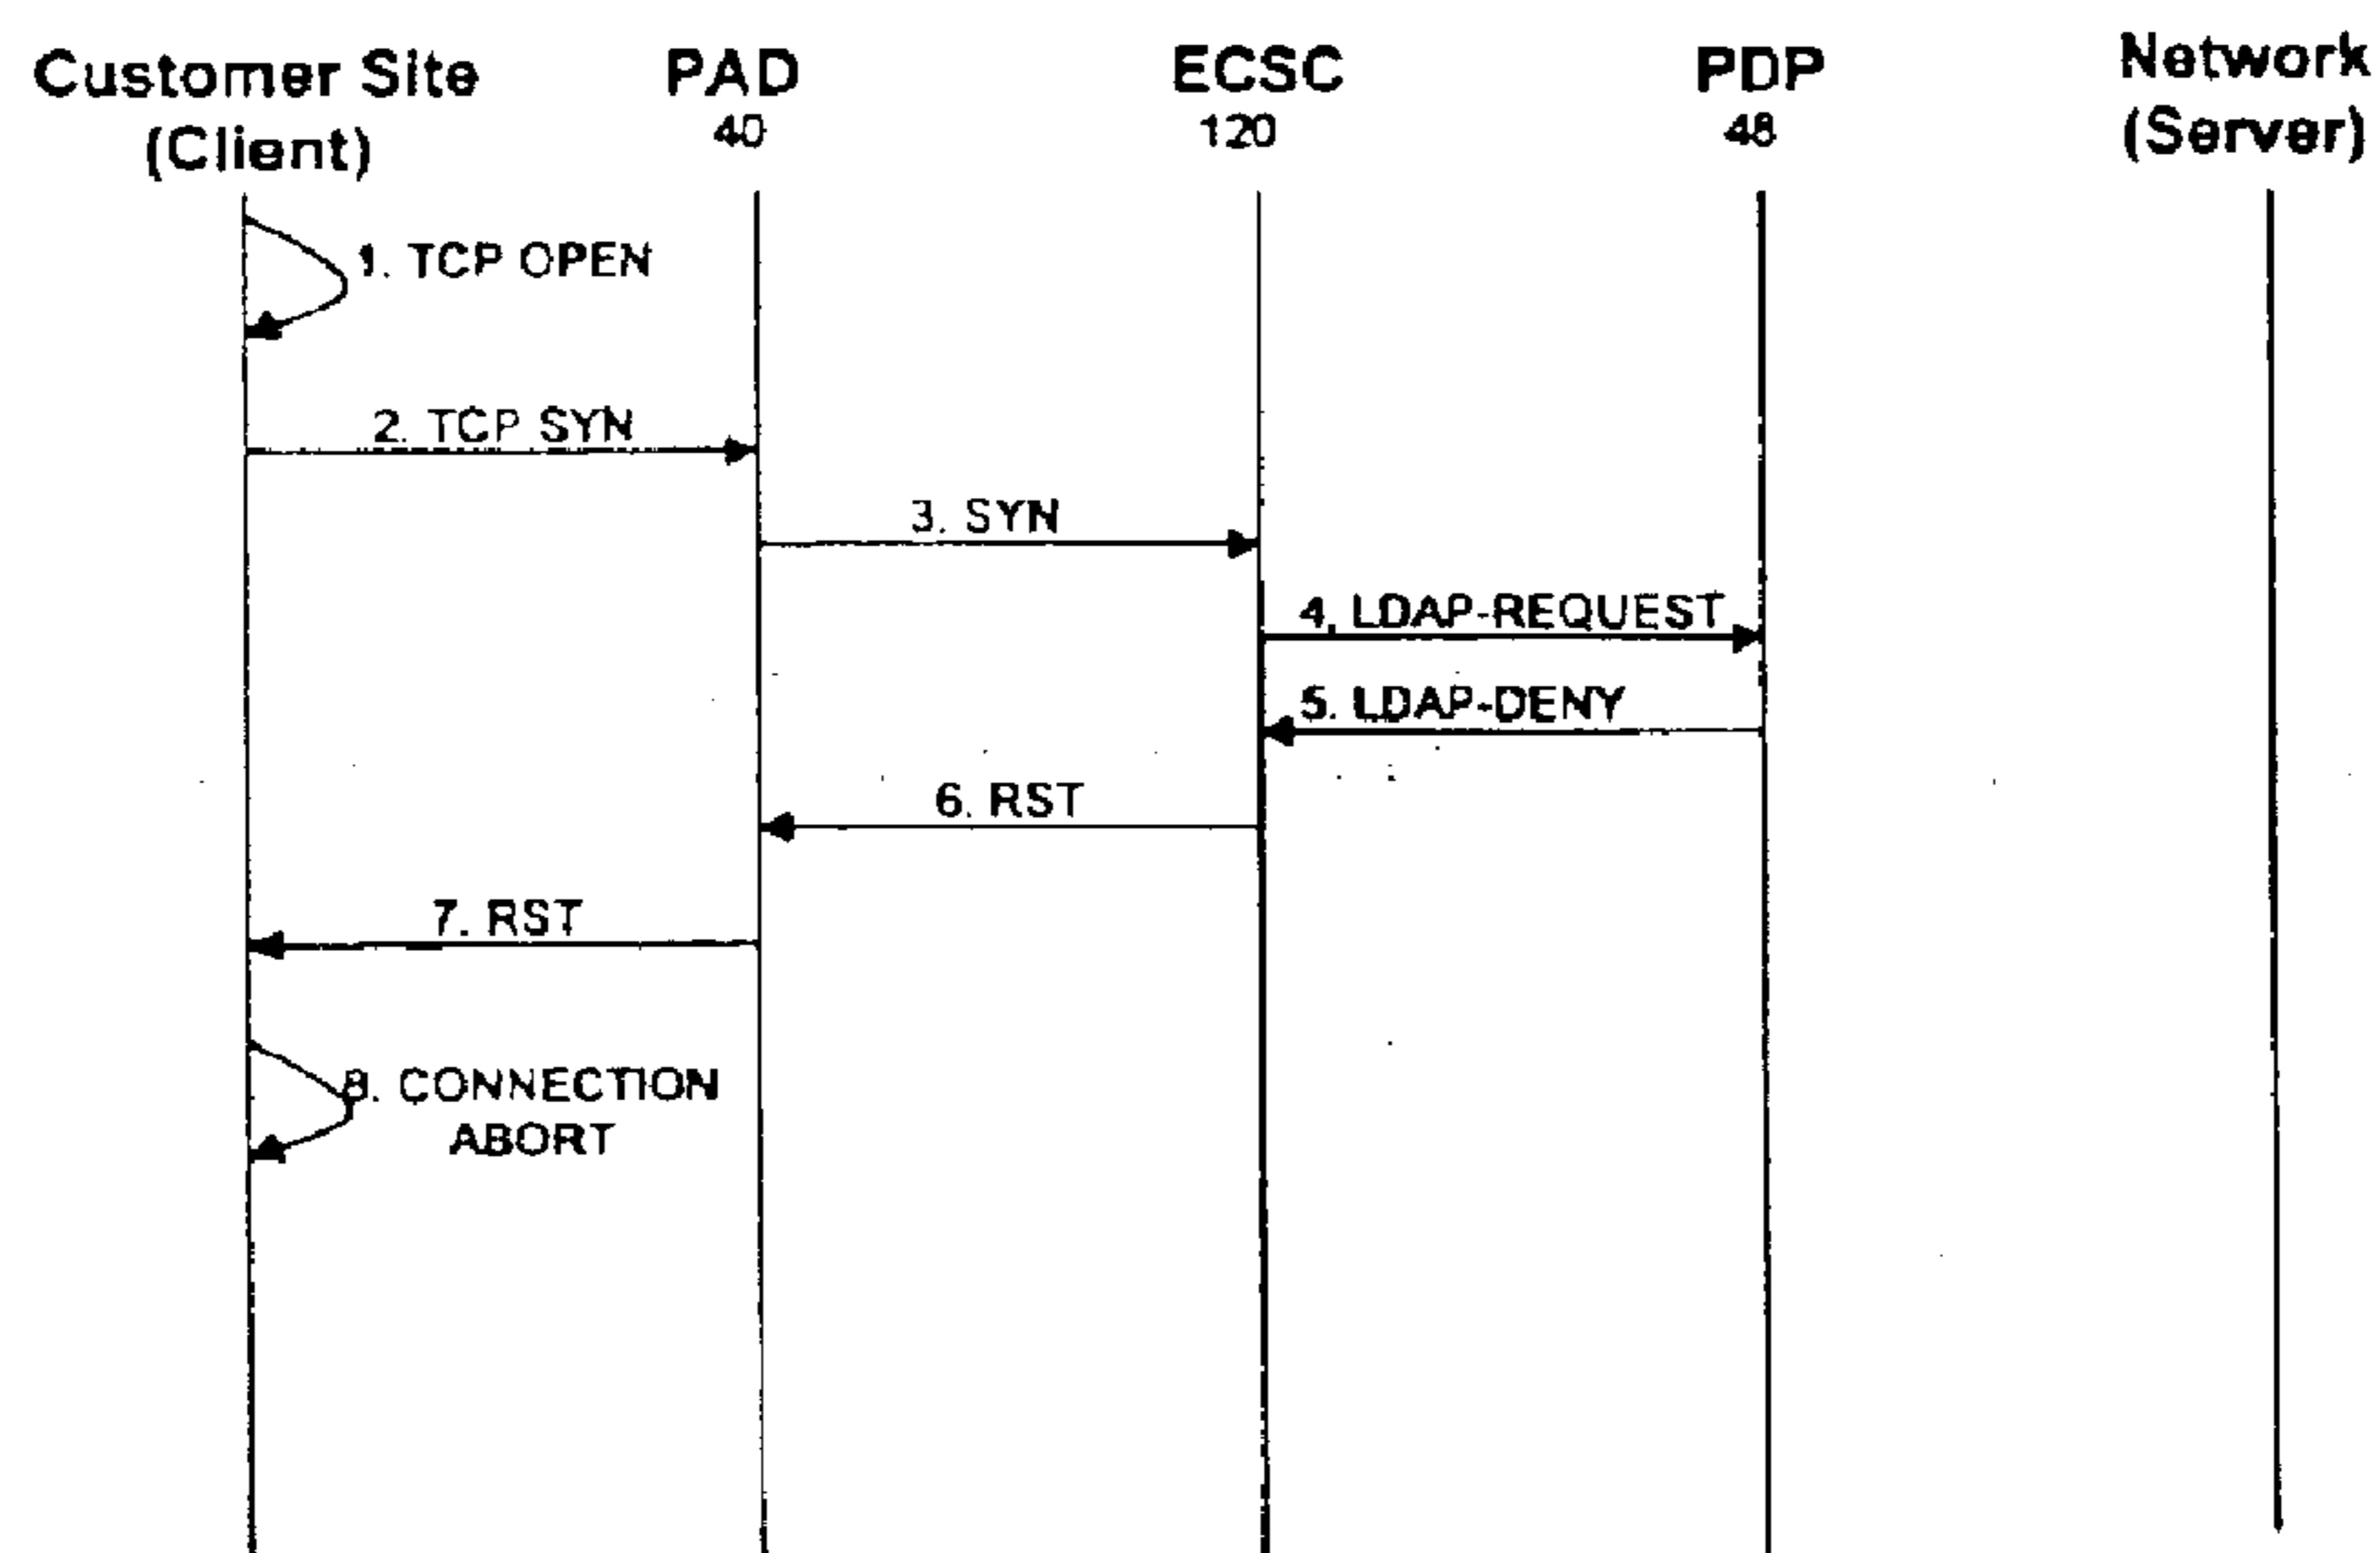 Customer Site
(Client)
PAD
40
ECSC
120
PDP
48
Network
(Server)
1. TCP OPEN
2. TCP SYN
3. SYN
4. LDAP-REQUEST
5. LDAP-DENY
6. RST
7. RST
8. CONNECTION
ABORT